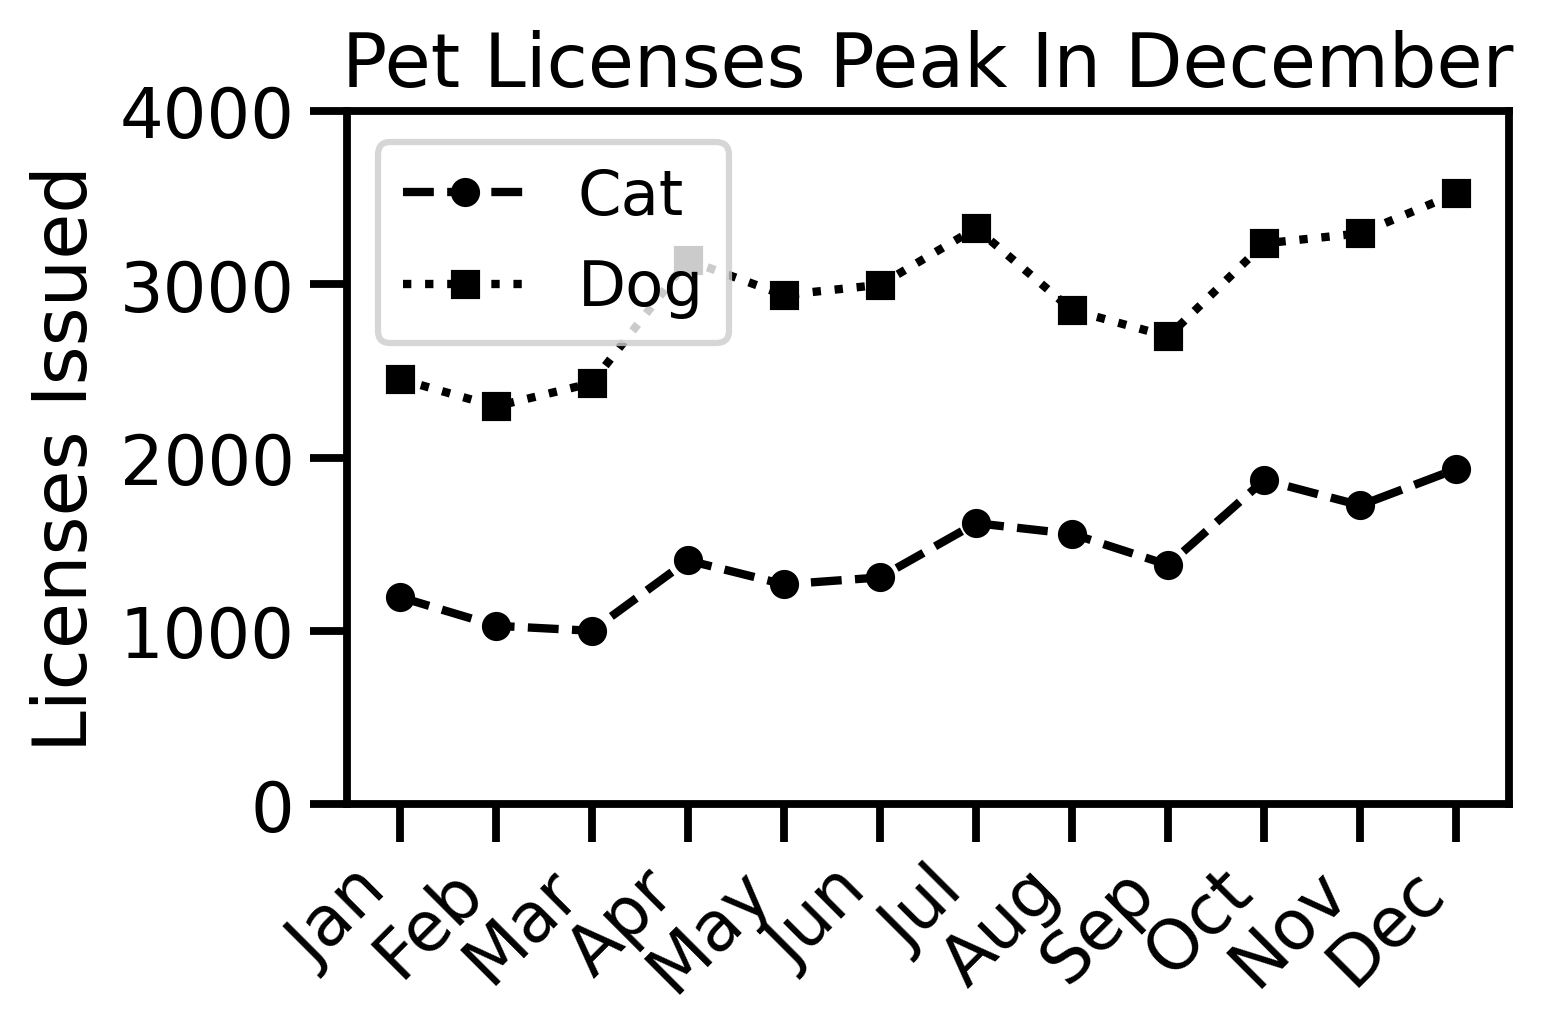 Pet Licenses Peak In December
Licenses Issued
4000
3000
2000
1000
0
Cat
Dog
Jan
Feb
Mar
Apr
May
Jun
Jul
Aug
Sep
Oct
Nov
Dec